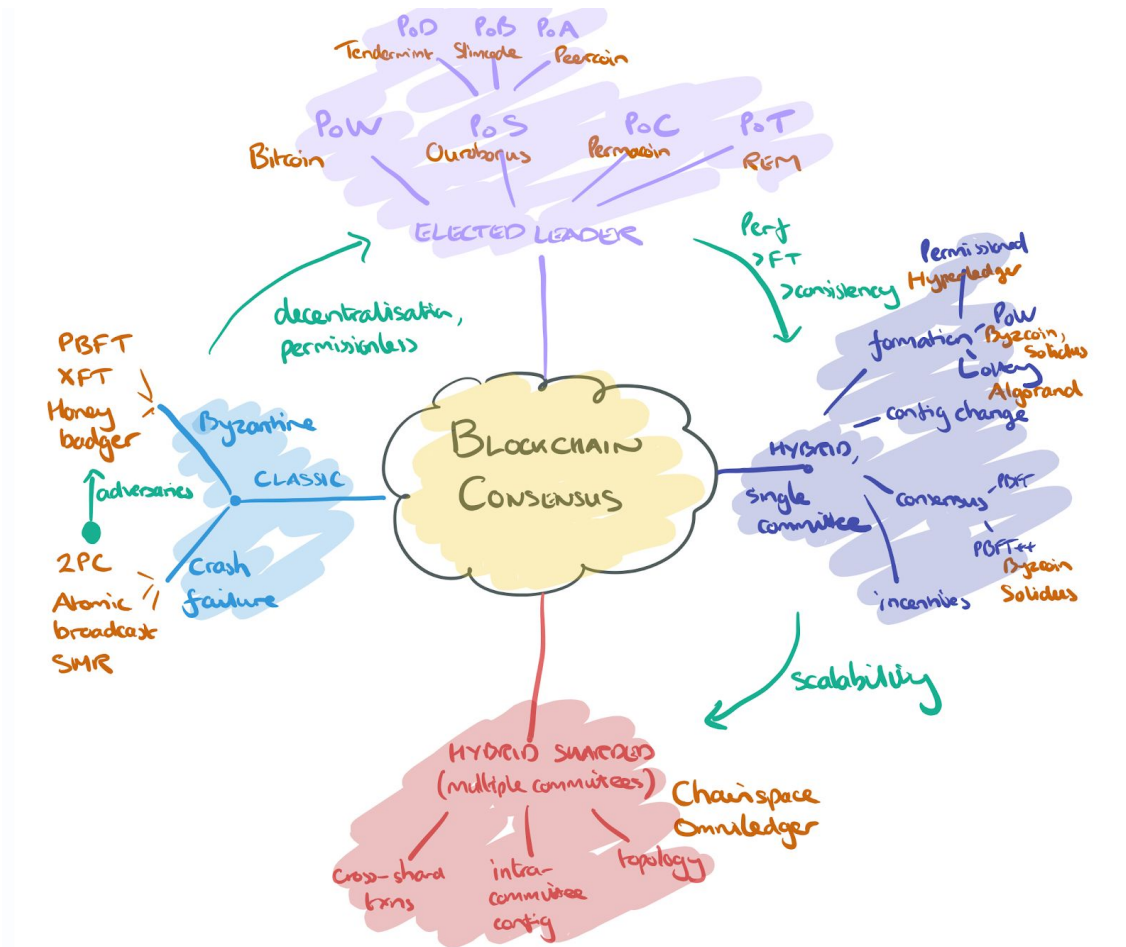 PoD PoB PoA
Tendermint Slimcode Peercoin
PoW PoS PoC PoT
Bitcoin Ouroborus Permacoin REM
ELECTED LEADER
decentralisation,
permissionless
Perf
>FT
>consistency
PBFT
XFT
Honey
badger
adversaries
2PC
Atomic
broadcast
SMR
Byzantine
CLASSIC
Crash
failure
BLOCKCHAIN
CONSENSUS
Permissioned
Hyperledger
formation
PoW
Byzcoin,
Solidus
Lottery
Algorand
config change
HYBRID,
single
committee
consensus
PBFT
PBFT++
Byzcoin
Solidus
incentives
scalability
HYBRID SHARDED
(multiple committees)
Chainspace
Omniledger
cross-shard
txns
intra-
committee
config
topology